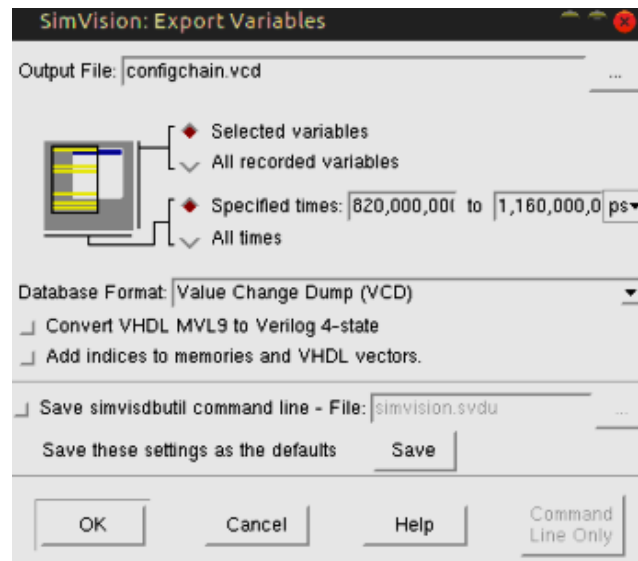 SimVision: Export Variables
Output File: configchain.vcd ...
Selected variables
All recorded variables
Specified times: 820,000,00( to 1,160,000,0 ps
All times
Database Format: Value Change Dump (VCD)
Convert VHDL MVL9 to Verilog 4-state
Add indices to memories and VHDL vectors.
Save simvisdbutil command line - File: simvision.svdu ...
Save these settings as the defaults Save
OK Cancel Help Command
Line Only